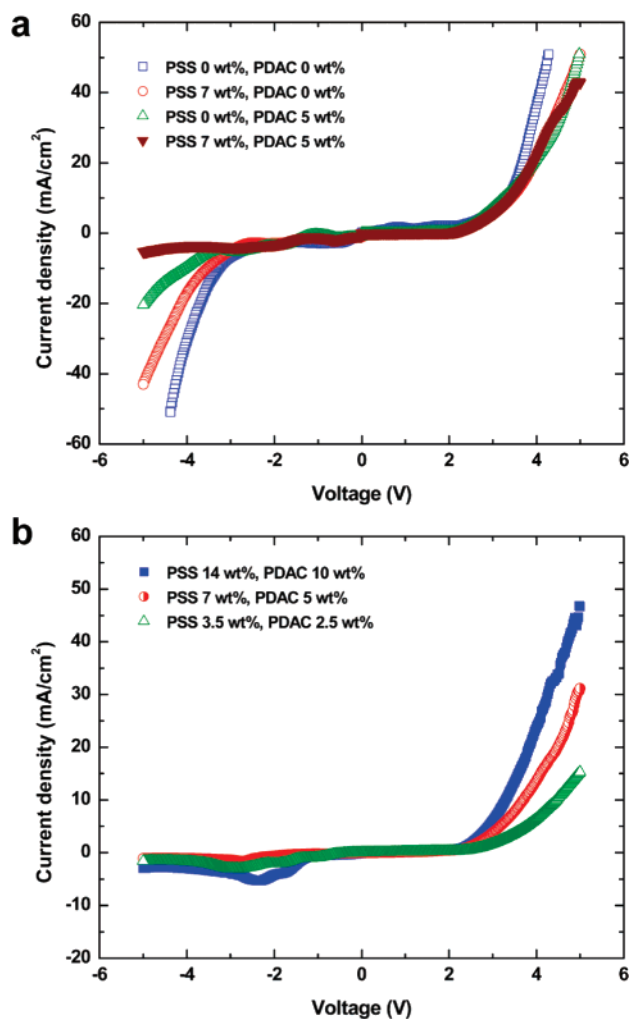 a
60
40
20
0
-20
-40
-60
Current density (mA/cm²)
PSS 0 wt%, PDAC 0 wt%
PSS 7 wt%, PDAC 0 wt%
PSS 0 wt%, PDAC 5 wt%
PSS 7 wt%, PDAC 5 wt%
-6 -4 -2 0 2 4 6
Voltage (V)
b
60
50
40
30
20
10
0
-10
-20
Current density (mA/cm²)
PSS 14 wt%, PDAC 10 wt%
PSS 7 wt%, PDAC 5 wt%
PSS 3.5 wt%, PDAC 2.5 wt%
-6 -4 -2 0 2 4 6
Voltage (V)